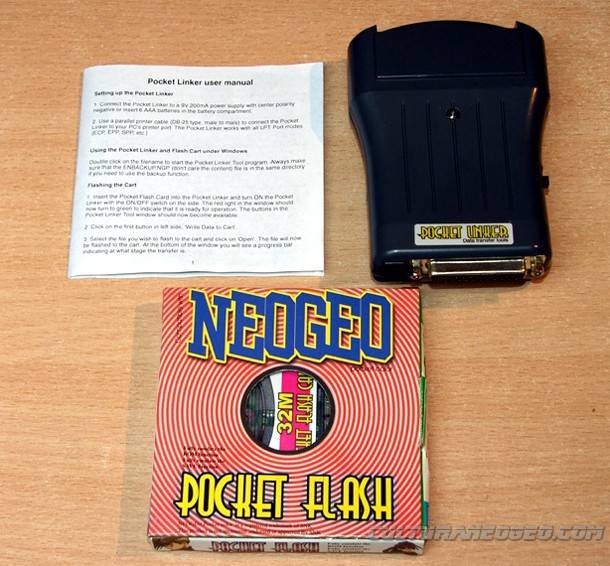 Pocket Linker user manual
Setting up the Pocket Linker
1. Connect the Pocket Linker to a 9V 200mA power supply with center polarity
negative or insert 6 AAA batteries in the battery compartment.
2. Use a parallel printer cable (DB-25 type, male to male) to connect the Pocket
Linker to your PC's printer port. The Pocket Linker works with all LPT Port modes
(ECP, EPP, SPP, etc.)
Using the Pocket Linker and Flash Cart under Windows
Double click on the filename to start the Pocket Linker Tool program. Always make
sure that the ENBACKUP.NGP (don't care the content) file is in the same directory
if you need to use the backup function.
Flashing the Cart
1. Insert the Pocket Flash Card into the Pocket Linker and turn ON the Pocket
Linker with the ON/OFF switch on the side. The red light in the window should
now turn to green to indicate that it is ready for operation. The buttons in the
Pocket Linker Tool window should now become available.
2. Click on the first button in left side, 'Write Data to Cart'.
3. Select the file you wish to flash to the cart and click on 'Open'. The file will now
be flashed to the cart. At the bottom of the window you will see a progress bar
indicating at what stage the transfer is.
1
POCKET LINKER
Data transfer Tools
NEOGEO
32M
FLASH
POCKET FLASH
POCKET FLASH
CULTURANEOGEO.COM